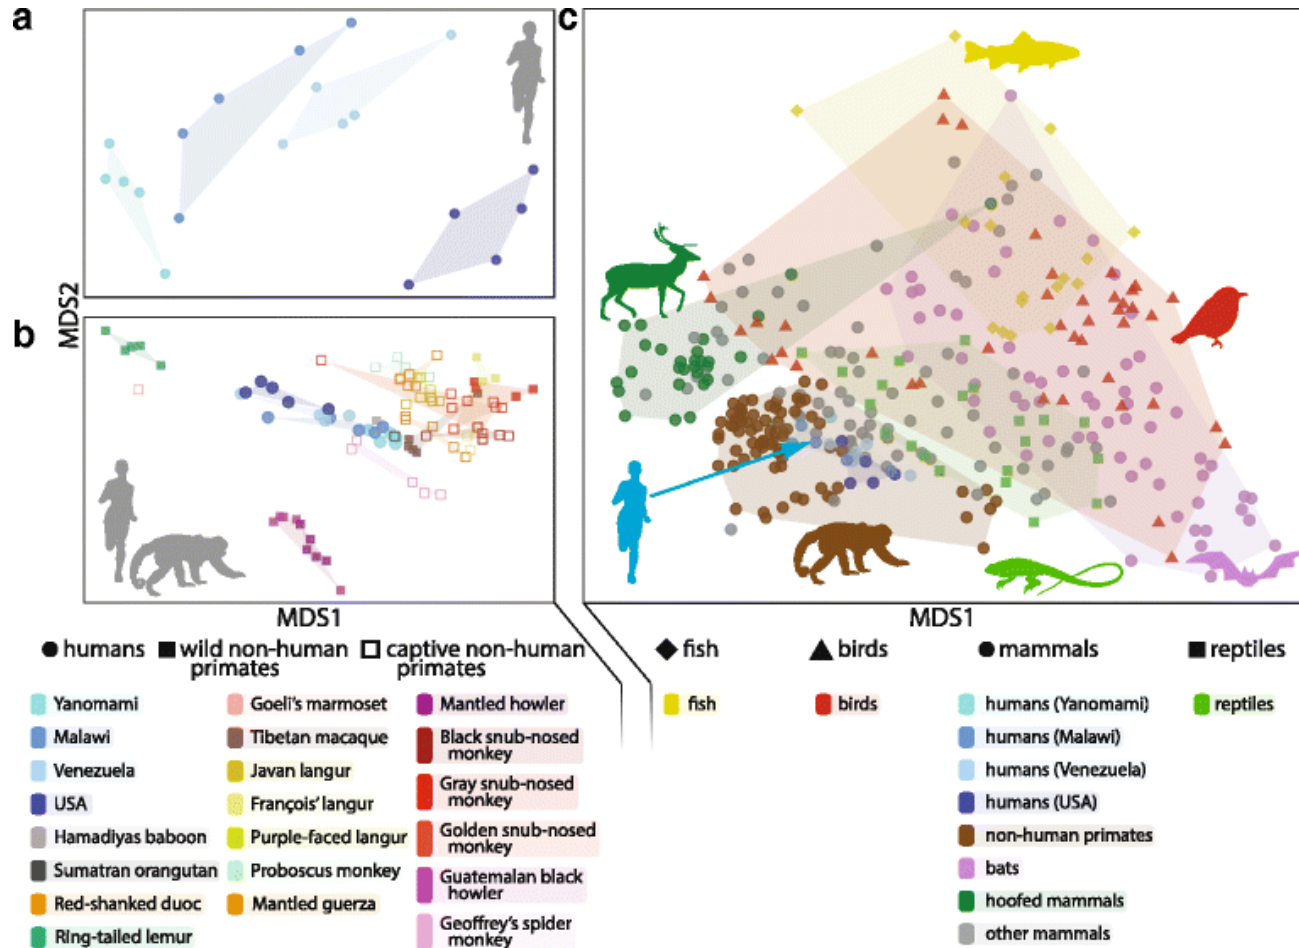 a
c
MDS2
b
MDS1
MDS1
humans
wild non-human
primates
captive non-human
primates
fish
birds
mammals
reptiles
Yanomami
Malawi
Venezuela
USA
Hamadiyas baboon
Sumatran orangutan
Red-shanked duoc
Ring-tailed lemur
Goeli's marmoset
Tibetan macaque
Javan langur
François' langur
Purple-faced langur
Proboscus monkey
Mantled guerza
Mantled howler
Black snub-nosed
monkey
Gray snub-nosed
monkey
Golden snub-nosed
monkey
Guatemalan black
howler
Geoffrey's spider
monkey
fish
birds
humans (Yanomami)
humans (Malawi)
humans (Venezuela)
humans (USA)
non-human primates
bats
hoofed mammals
other mammals
reptiles